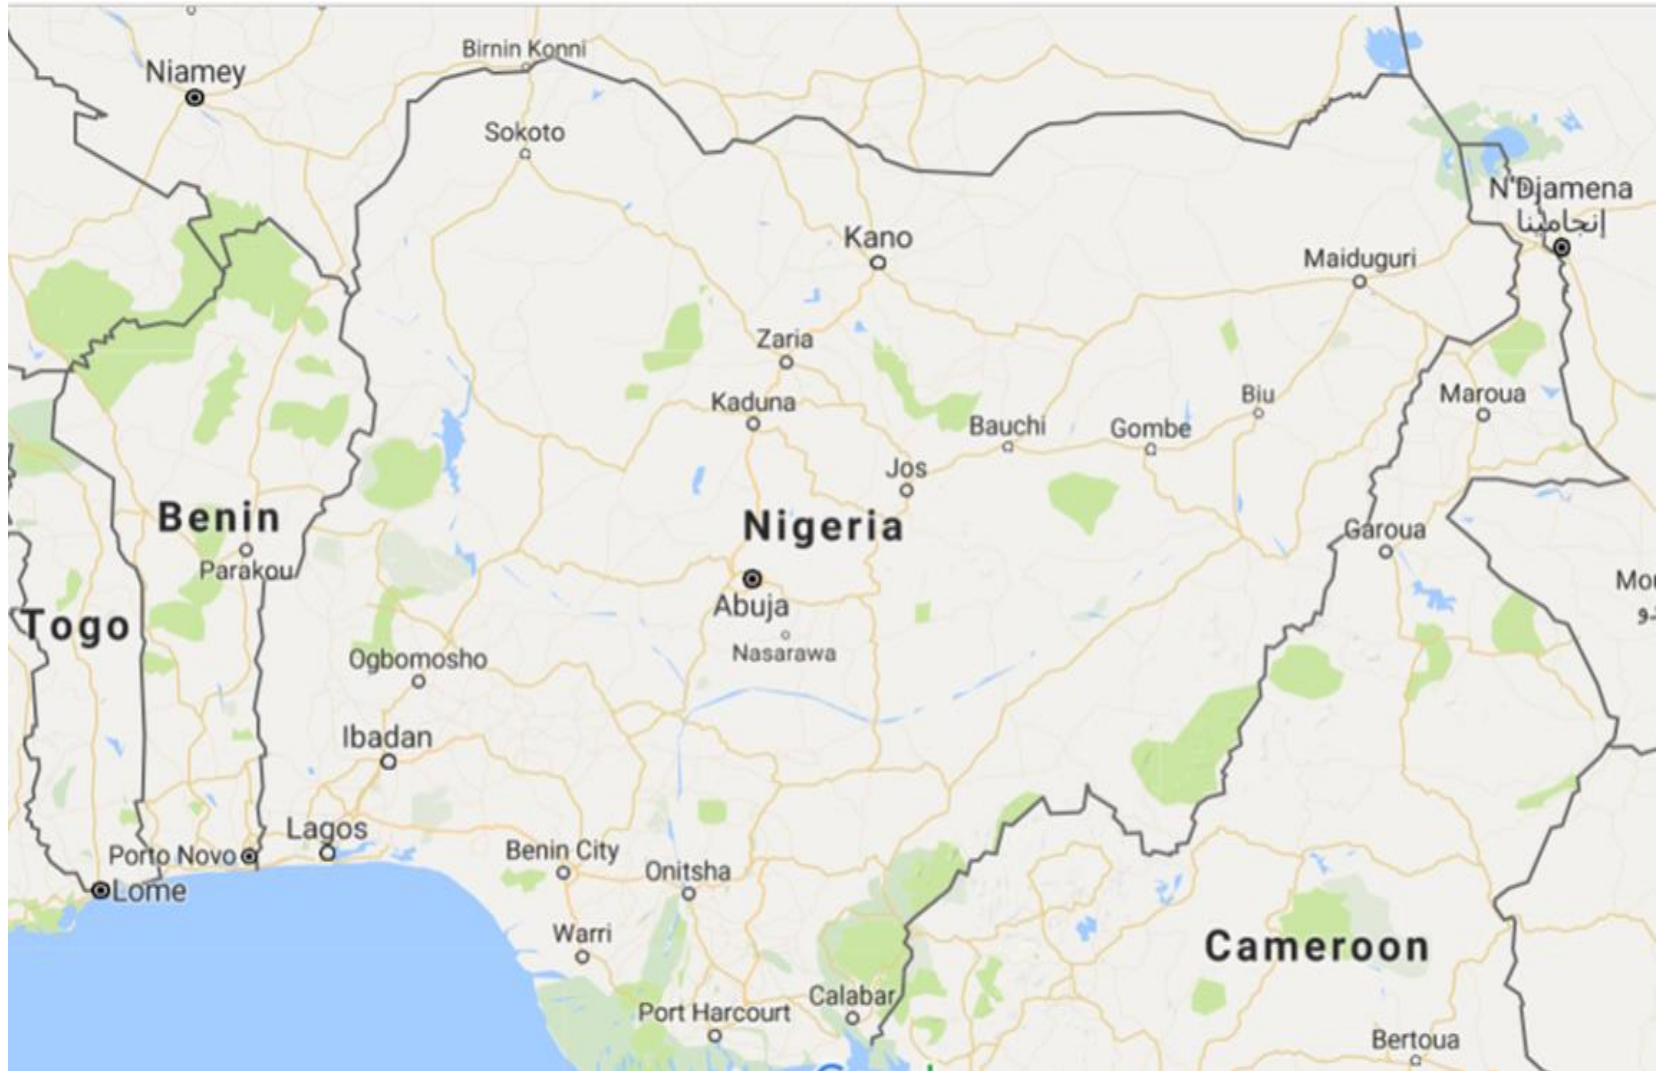 Birnin Konni
Niamey
Sokoto
N'Djamena
إنجامينا
Kano
Maiduguri
Zaria
Kaduna
Biu
Maroua
Bauchi
Gombe
Jos
Benin
Nigeria
Garoua
Parakou
Abuja
Togo
Nasarawa
Ogbomosho
Ibadan
Lagos
Porto Novo
Benin City
Onitsha
Lome
Warri
Cameroon
Calabar
Port Harcourt
Bertoua